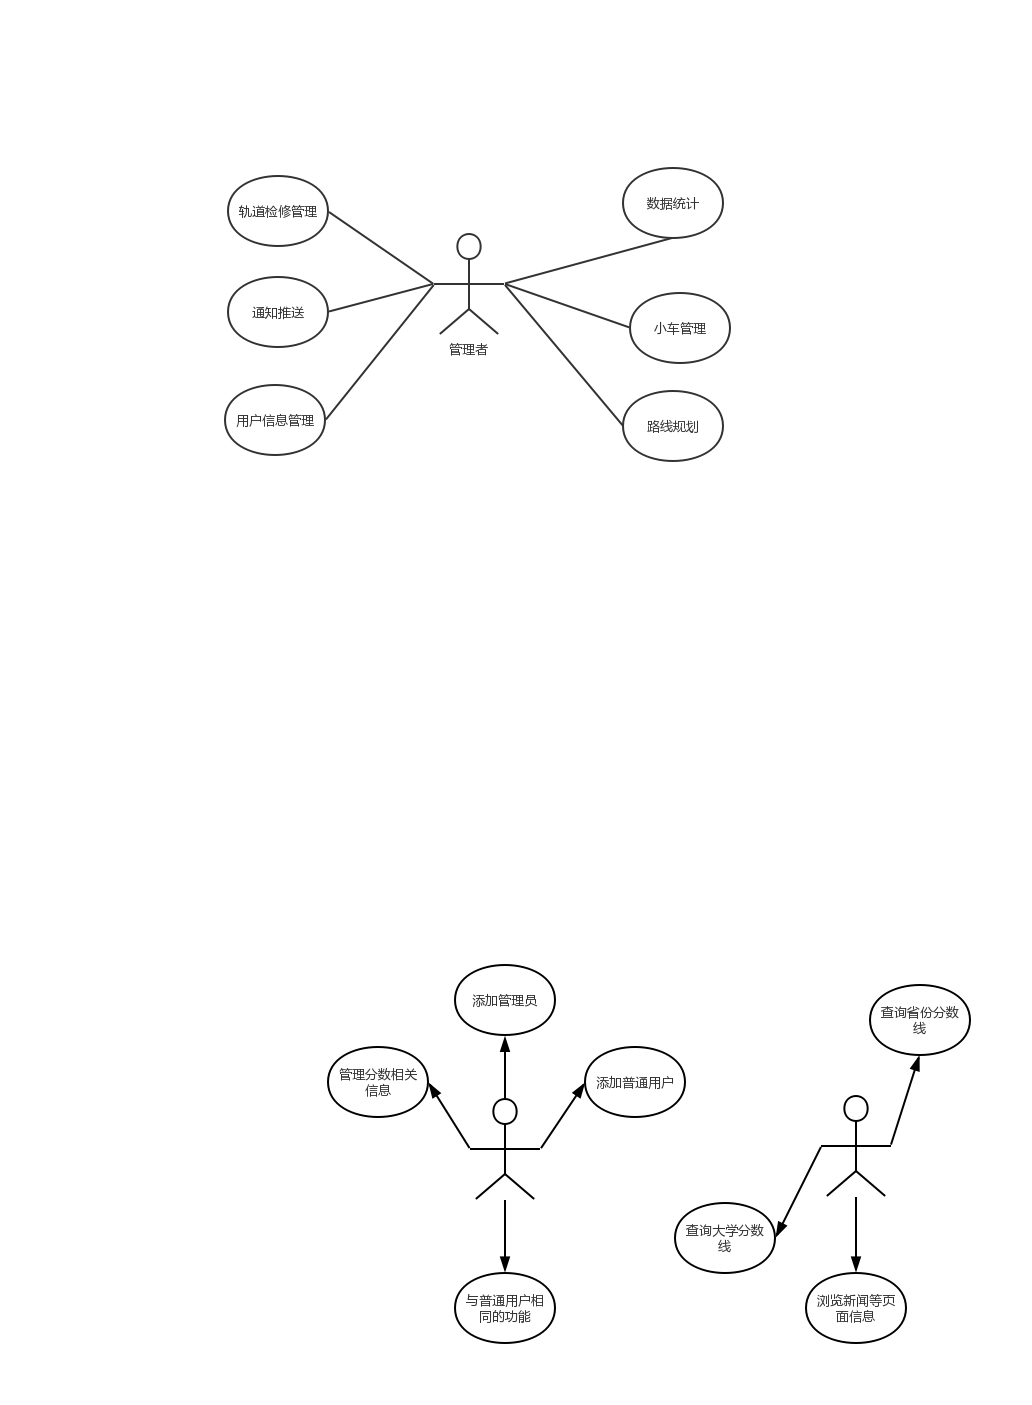 轨道检修管理
数据统计
通知推送
小车管理
管理者
用户信息管理
路线规划
添加管理员
查询省份分数
线
管理分数相关
信息
添加普通用户
查询大学分数
线
与普通用户相
同的功能
浏览新闻等页
面信息